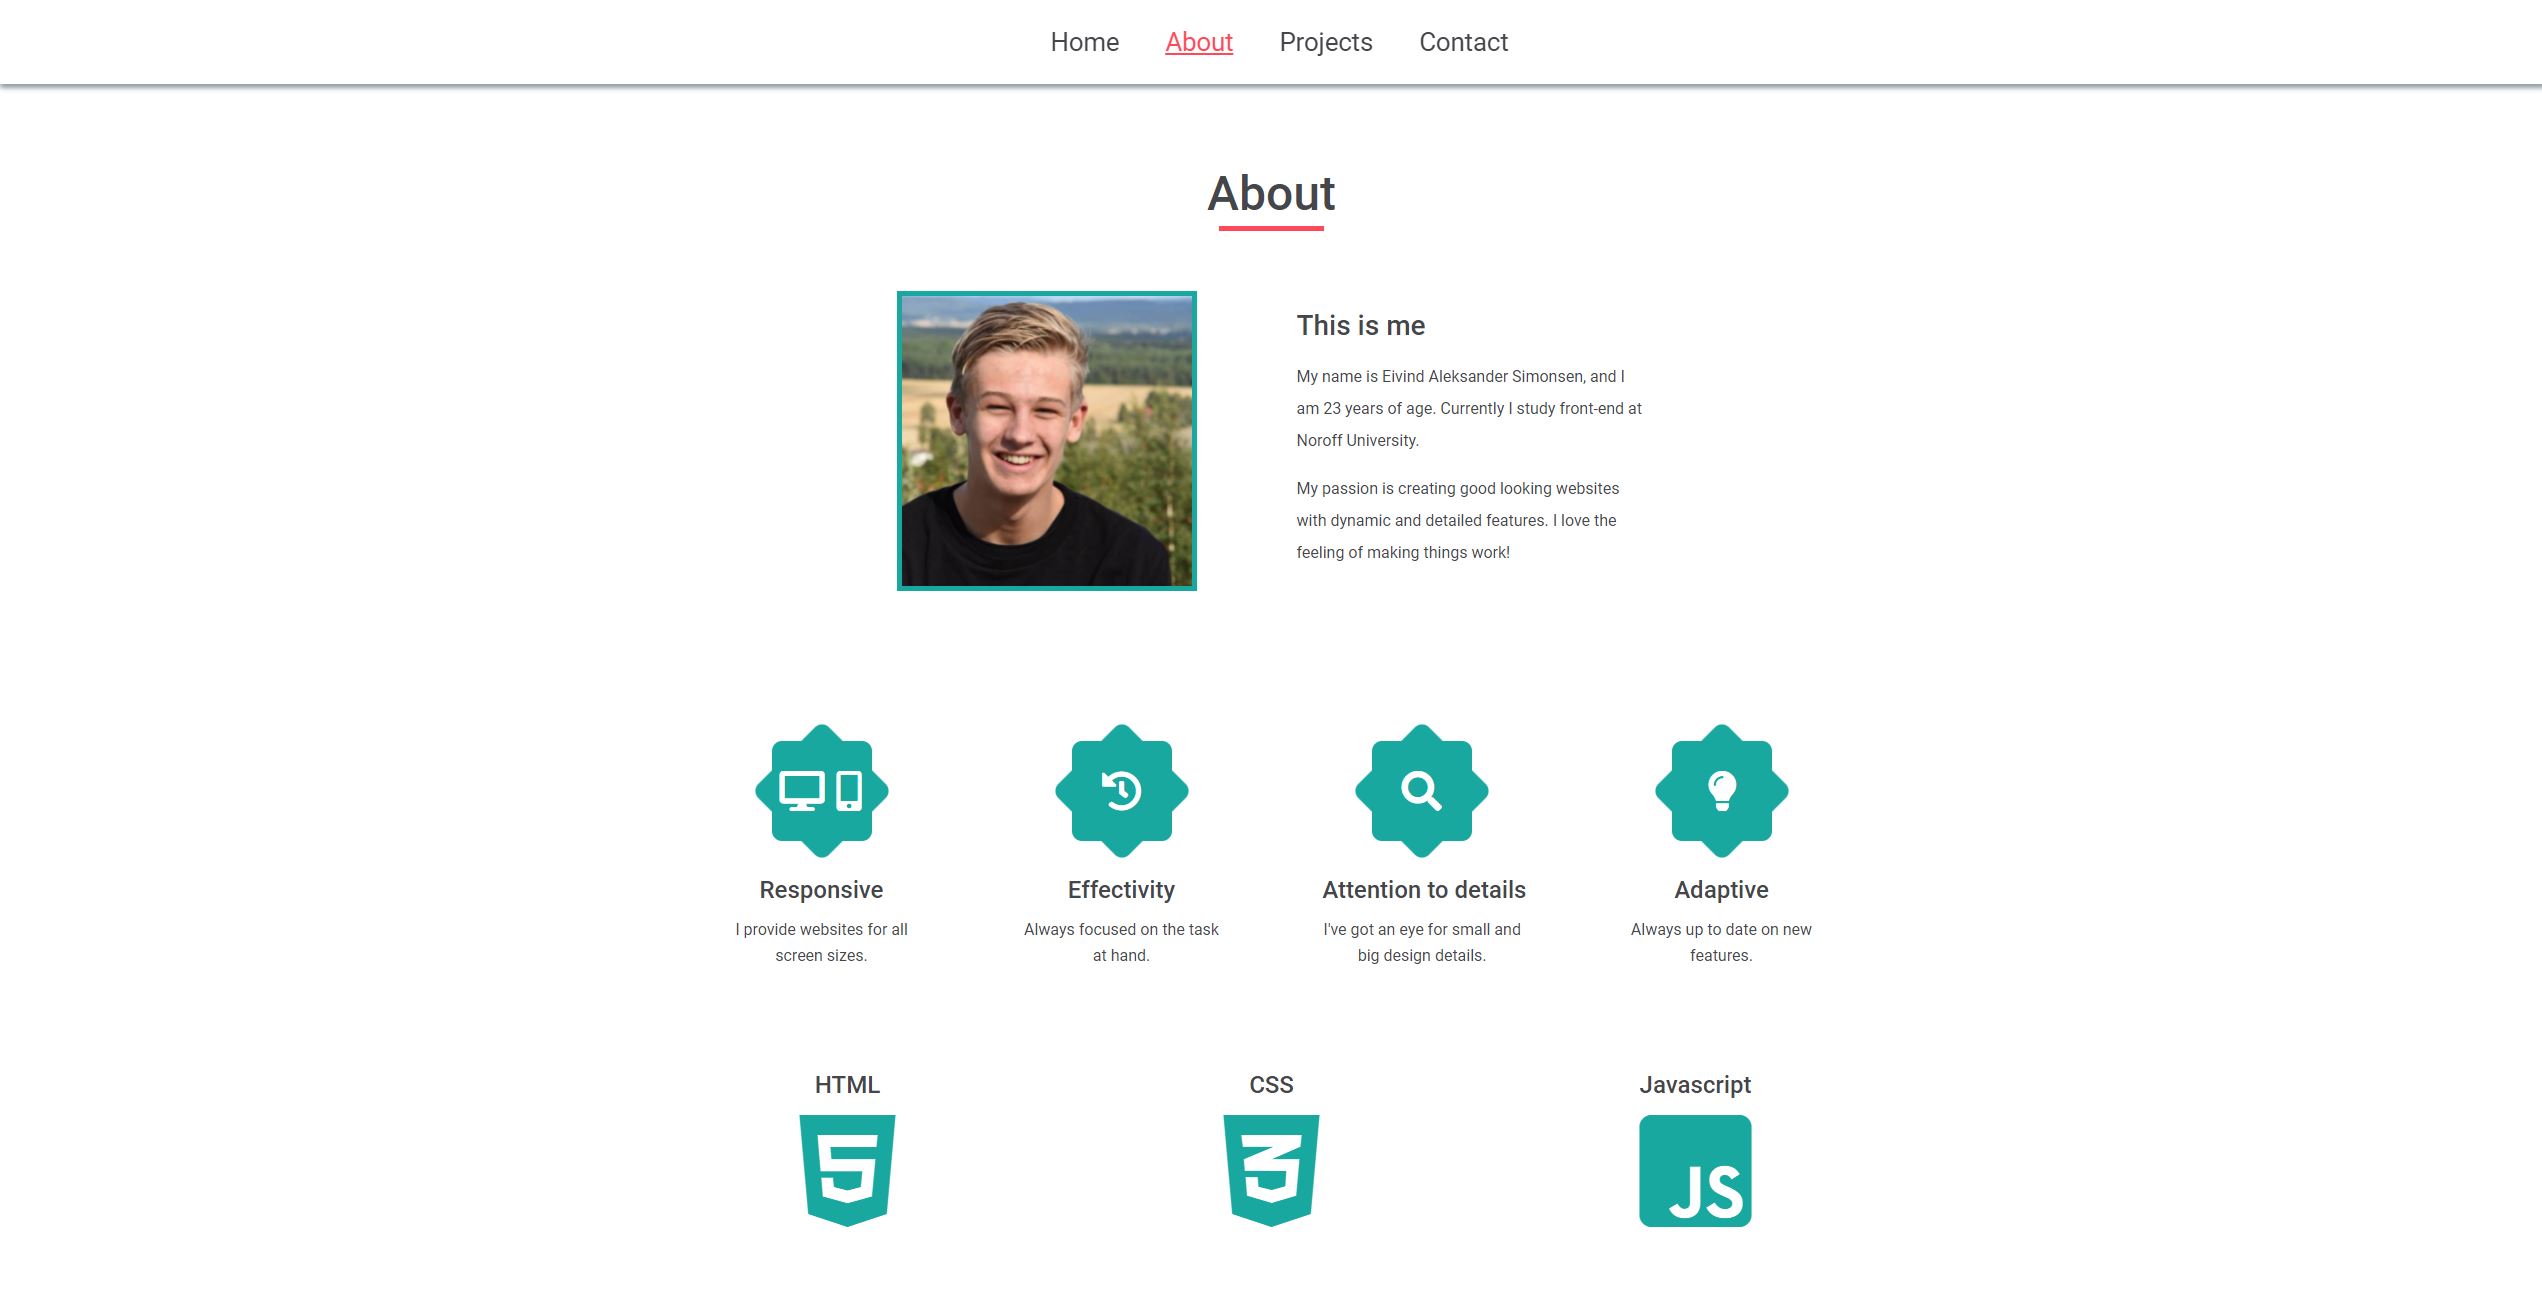 Home About Projects Contact
About
This is me
My name is Eivind Aleksander Simonsen, and I
am 23 years of age. Currently I study front-end at
Noroff University.
My passion is creating good looking websites
with dynamic and detailed features. I love the
feeling of making things work!
Responsive
I provide websites for all
screen sizes.
Effectivity
Always focused on the task
at hand.
Attention to details
I've got an eye for small and
big design details.
Adaptive
Always up to date on new
features.
HTML
5
CSS
3
Javascript
JS